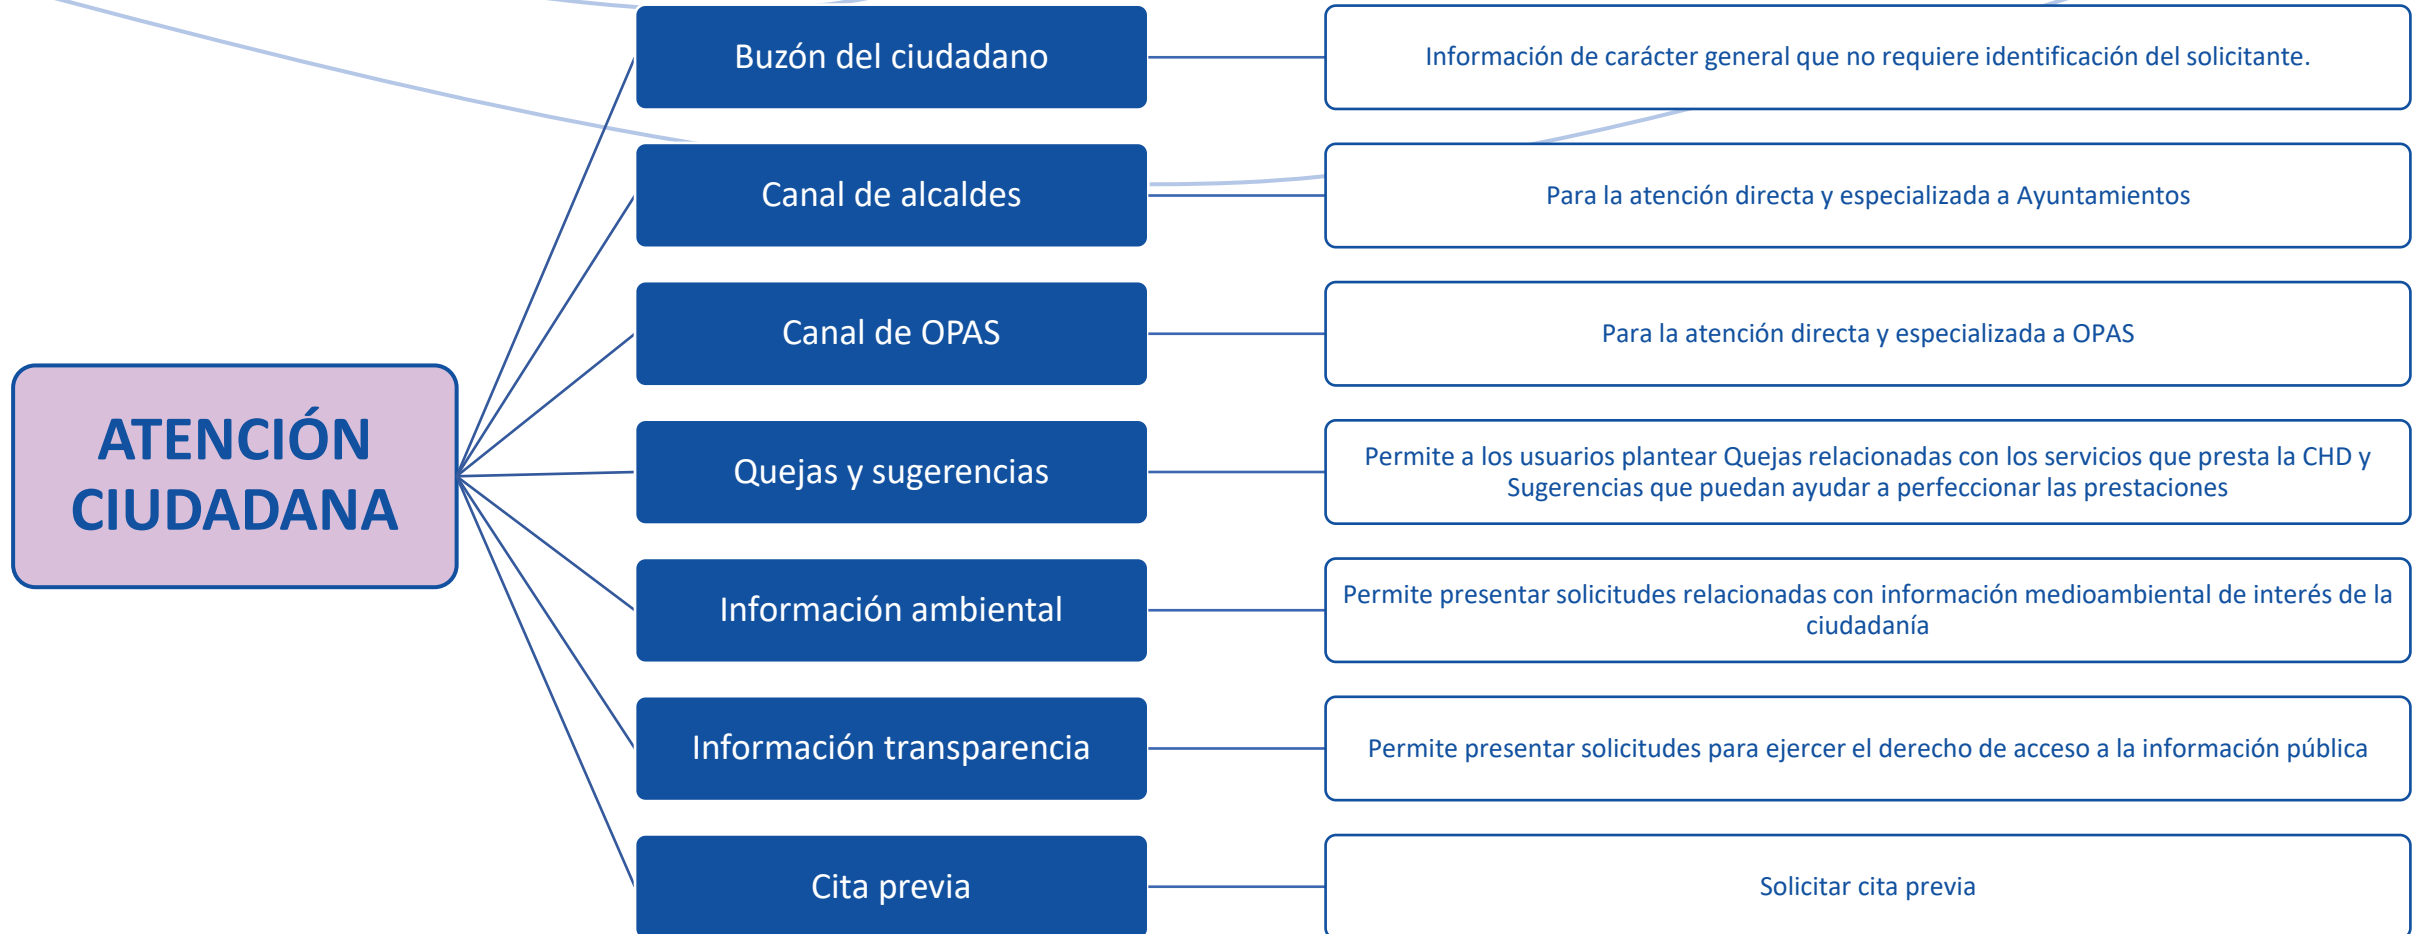 Buzón del ciudadano
Información de carácter general que no requiere identificación del solicitante.
Canal de alcaldes
Para la atención directa y especializada a Ayuntamientos
Canal de OPAS
Para la atención directa y especializada a OPAS
ATENCIÓN
CIUDADANA
Quejas y sugerencias
Permite a los usuarios plantear Quejas relacionadas con los servicios que presta la CHD y
Sugerencias que puedan ayudar a perfeccionar las prestaciones
Información ambiental
Permite presentar solicitudes relacionadas con información medioambiental de interés de la
ciudadanía
Información transparencia
Permite presentar solicitudes para ejercer el derecho de acceso a la información pública
Cita previa
Solicitar cita previa